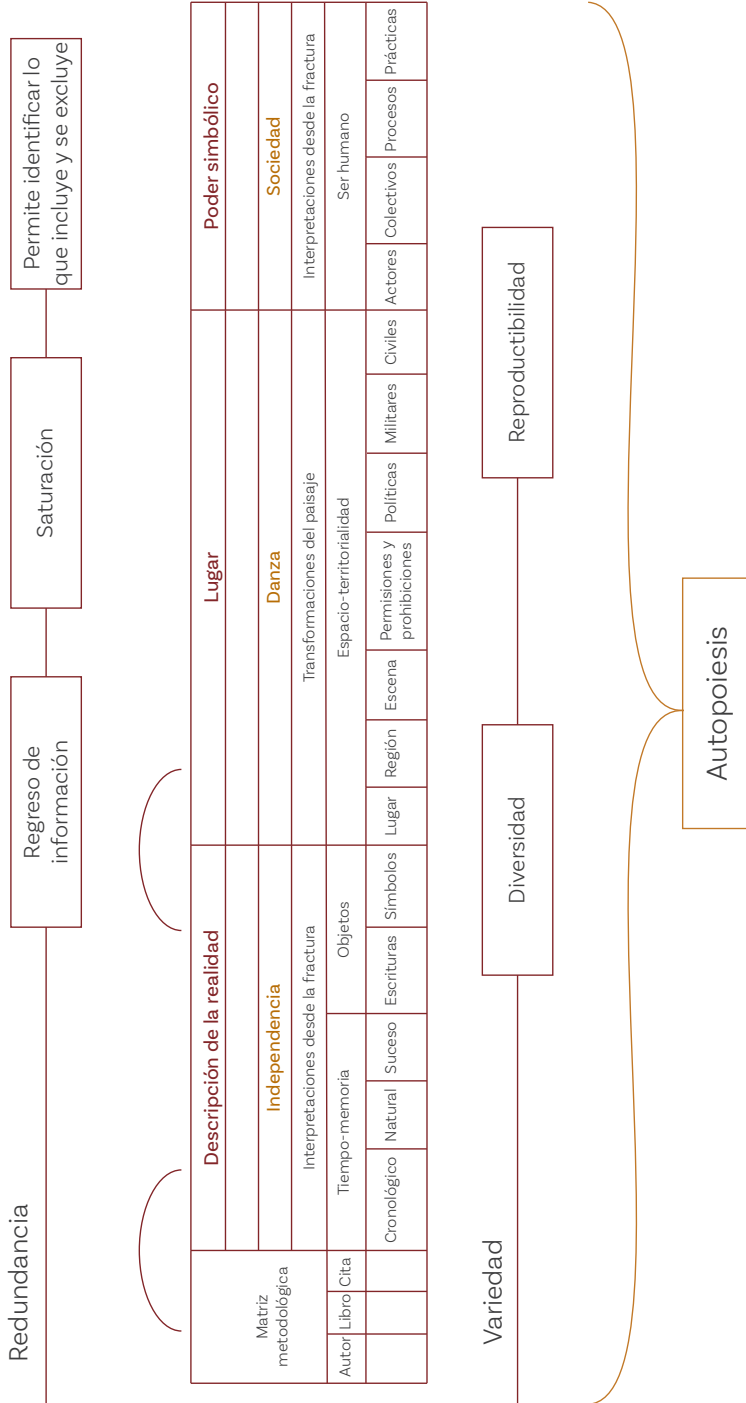 Redundancia
Regreso de
información
Saturación
Permite identificar lo
que incluye y se excluye
Matriz
metodológica
Descripción de la realidad
Lugar
Poder simbólico
Independencia
Danza
Sociedad
Interpretaciones desde la fractura
Transformaciones del paisaje
Interpretaciones desde la fractura
Autor
Libro
Cita
Tiempo-memoria
Objetos
Espacio-territorialidad
Ser humano
Cronológico
Natural
Suceso
Escrituras
Símbolos
Lugar
Región
Escena
Permisiones y
prohibiciones
Políticas
Militares
Civiles
Actores
Colectivos
Procesos
Prácticas
Variedad
Diversidad
Reproductibilidad
Autopoiesis